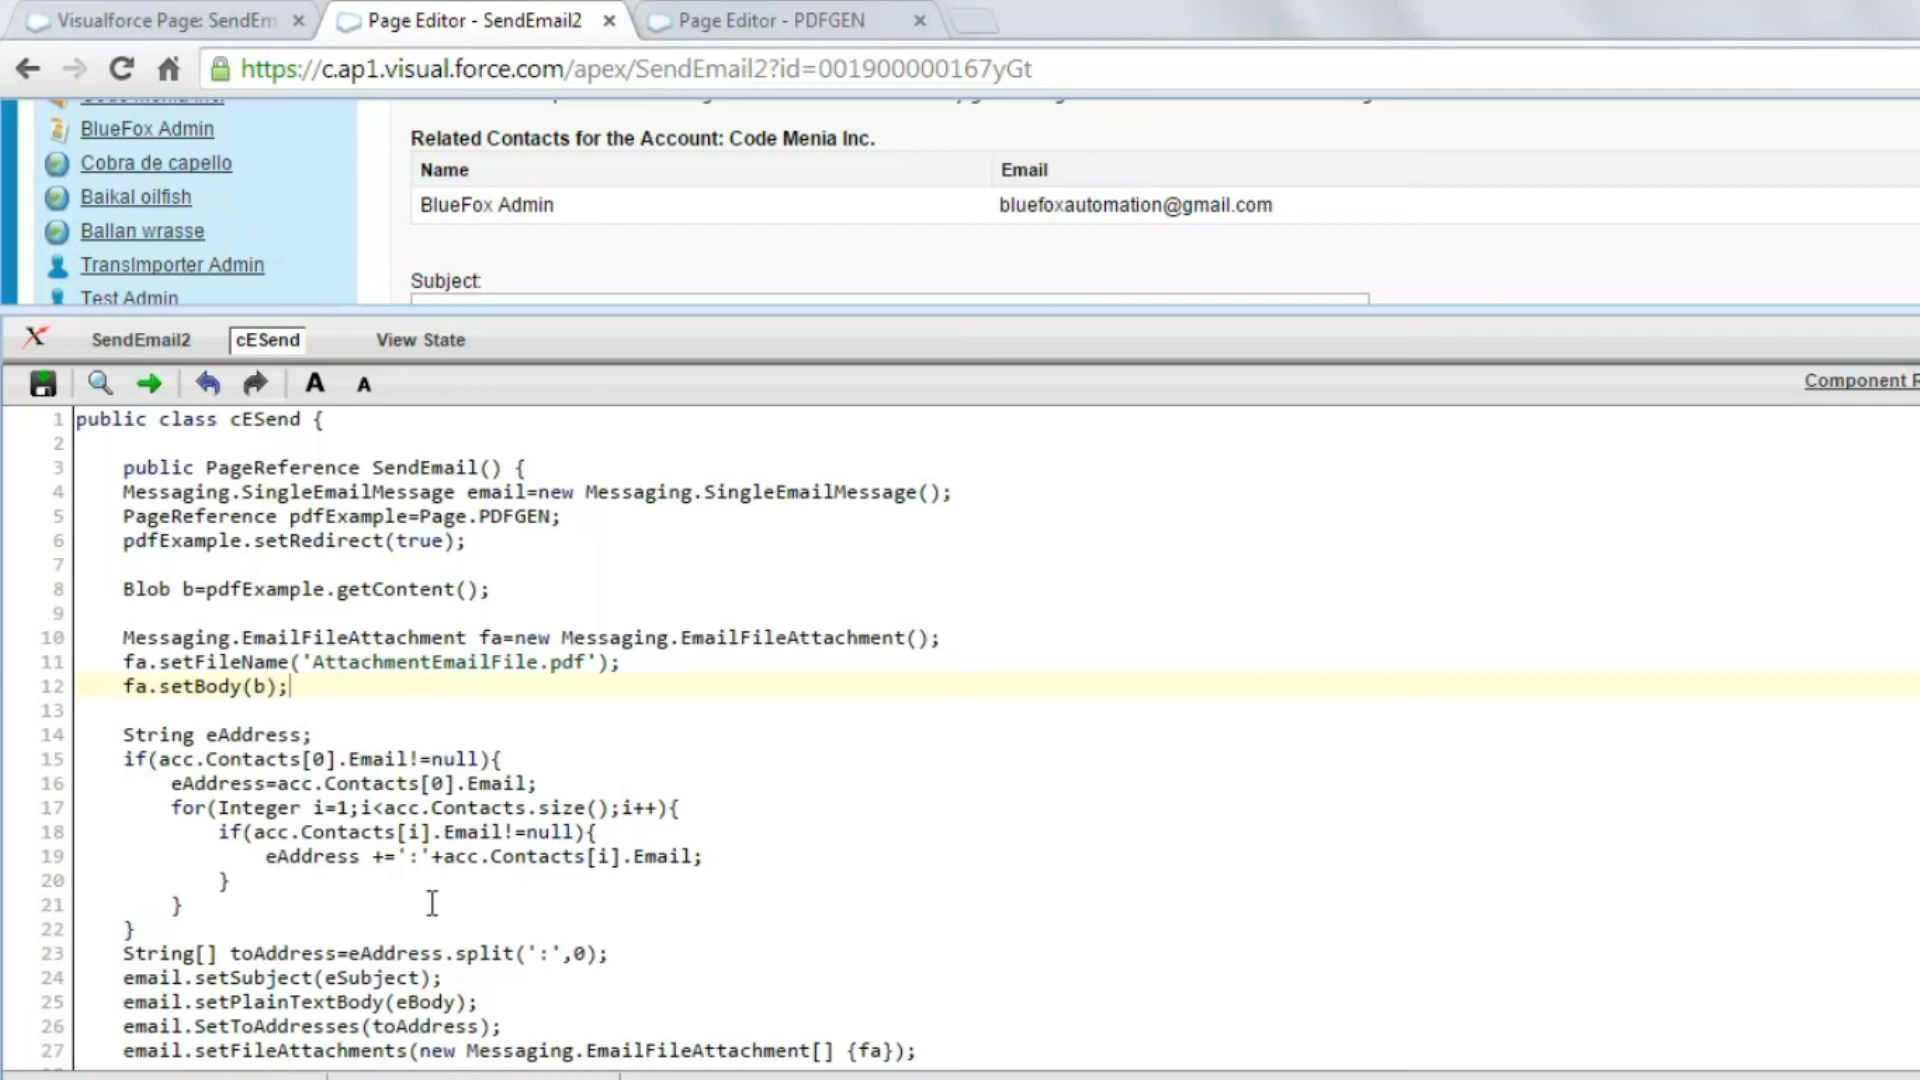 Visualforce Page: SendEm
Page Editor - SendEmail2
Page Editor - PDFGEN
https://c.ap1.visual.force.com/apex/SendEmail2?id=001900000167yGt
BlueFox Admin
Cobra de capello
Baikal oilfish
Ballan wrasse
TransImporter Admin
Test Admin
Related Contacts for the Account: Code Menia Inc.
Name Email
BlueFox Admin bluefoxautomation@gmail.com
Subject:
SendEmail2 cESend View State
A A Component R
1 public class cESend {
2
3 public PageReference SendEmail() {
4 Messaging.SingleEmailMessage email=new Messaging.SingleEmailMessage();
5 PageReference pdfExample=Page.PDFGEN;
6 pdfExample.setRedirect(true);
7
8 Blob b=pdfExample.getContent();
9
10 Messaging.EmailFileAttachment fa=new Messaging.EmailFileAttachment();
11 fa.setFileName('AttachmentEmailFile.pdf');
12 fa.setBody(b);
13
14 String eAddress;
15 if(acc.Contacts[0].Email!=null){
16 eAddress=acc.Contacts[0].Email;
17 for(Integer i=1;i<acc.Contacts.size();i++){
18 if(acc.Contacts[i].Email!=null){
19 eAddress +=':'+acc.Contacts[i].Email;
20 }
21 }
22 }
23 String[] toAddress=eAddress.split(':',0);
24 email.setSubject(eSubject);
25 email.setPlainTextBody(eBody);
26 email.SetToAddresses(toAddress);
27 email.setFileAttachments(new Messaging.EmailFileAttachment[] {fa});